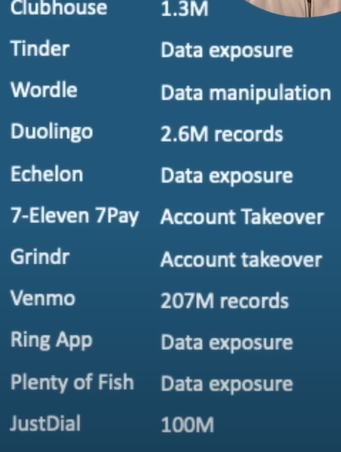 Clubhouse 1.3M
Tinder Data exposure
Wordle Data manipulation
Duolingo 2.6M records
Echelon Data exposure
7-Eleven 7Pay Account Takeover
Grindr Account takeover
Venmo 207M records
Ring App Data exposure
Plenty of Fish Data exposure
JustDial 100M